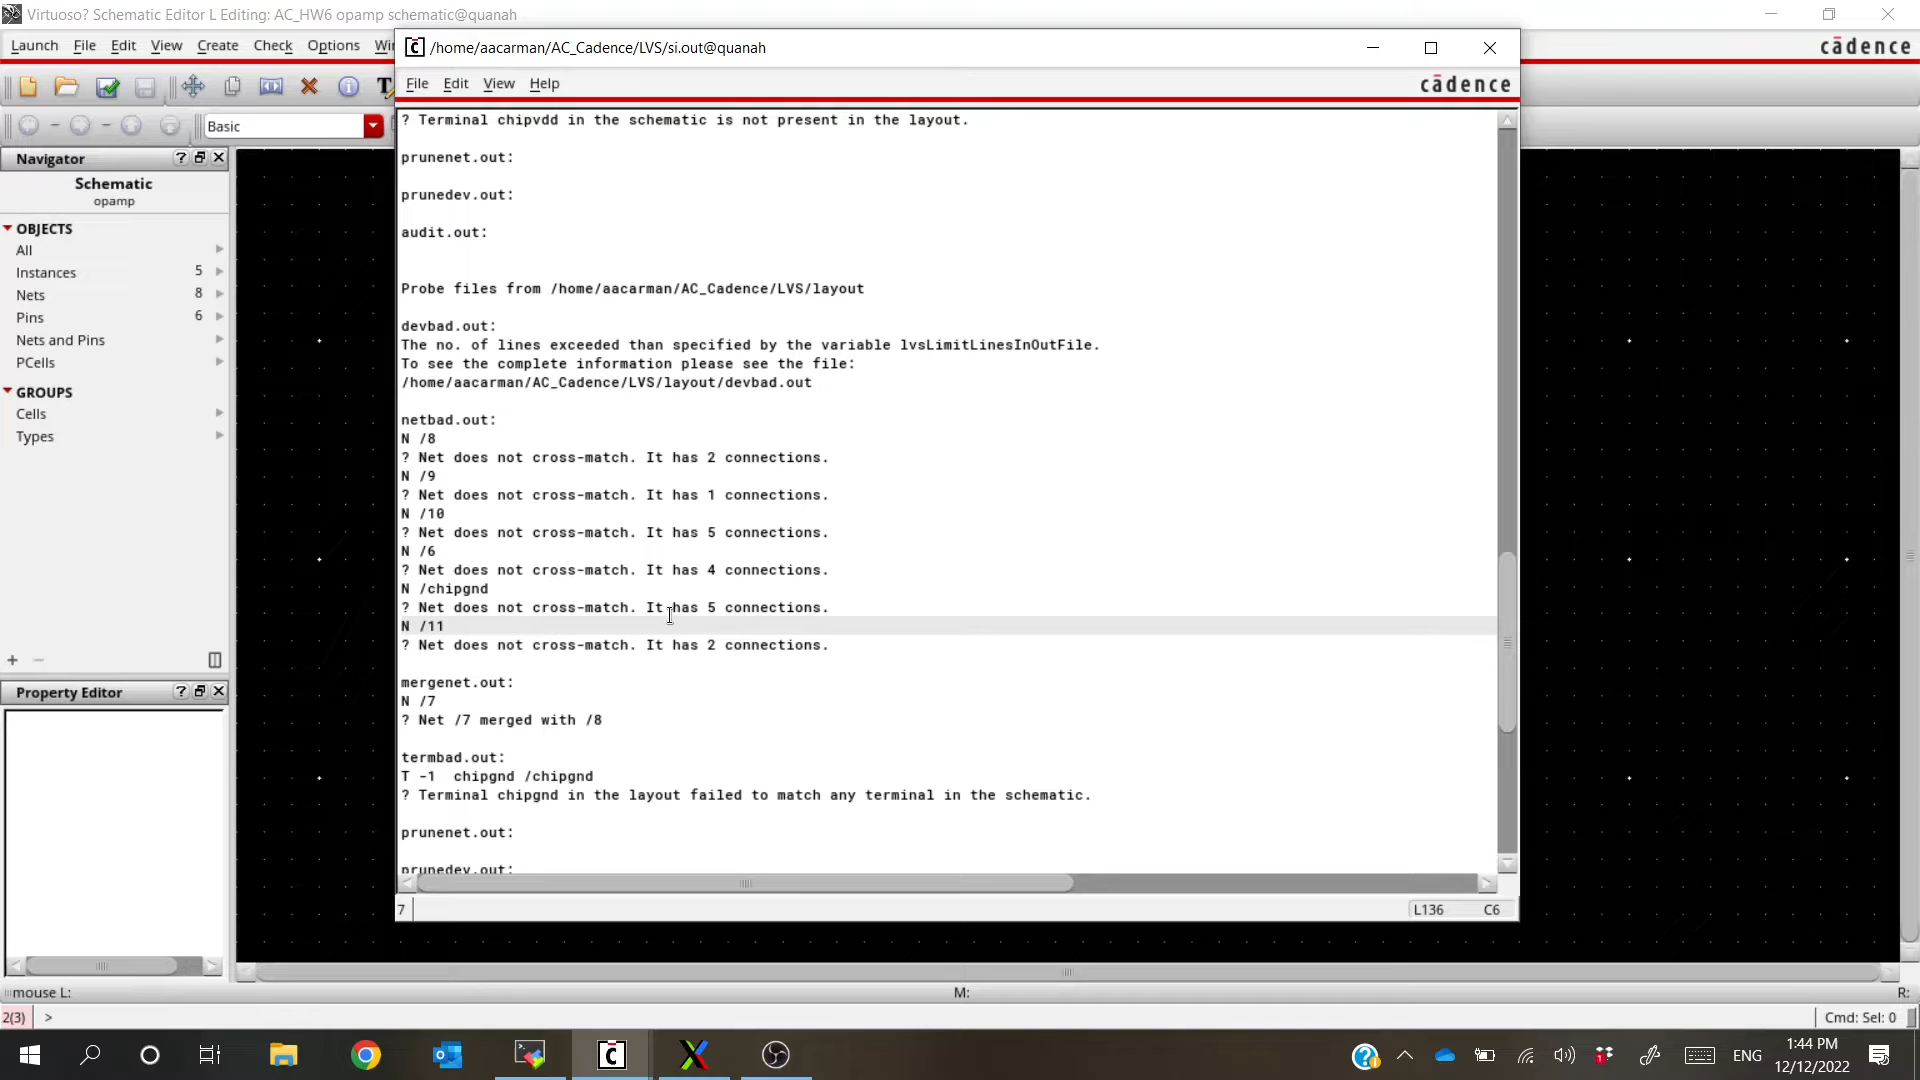 Virtuoso? Schematic Editor L Editing: AC_HW6 opamp schematic@quanah
Launch File Edit View Create Check Options
cādence
Basic
Navigator
Schematic
opamp
OBJECTS
All
Instances 5
Nets 8
Pins 6
Nets and Pins
PCells
GROUPS
Cells
Types
Property Editor
/home/aacarman/AC_Cadence/LVS/si.out@quanah
File Edit View Help
cādence
? Terminal chipvdd in the schematic is not present in the layout.
prunenet.out:
prunedev.out:
audit.out:
Probe files from /home/aacarman/AC_Cadence/LVS/layout
devbad.out:
The no. of lines exceeded than specified by the variable lvsLimitLinesInOutFile.
To see the complete information please see the file:
/home/aacarman/AC_Cadence/LVS/layout/devbad.out
netbad.out:
N /8
? Net does not cross-match. It has 2 connections.
N /9
? Net does not cross-match. It has 1 connections.
N /10
? Net does not cross-match. It has 5 connections.
N /6
? Net does not cross-match. It has 4 connections.
N /chipgnd
? Net does not cross-match. It has 5 connections.
N /11
? Net does not cross-match. It has 2 connections.
mergenet.out:
N /7
? Net /7 merged with /8
termbad.out:
T -1 chipgnd /chipgnd
? Terminal chipgnd in the layout failed to match any terminal in the schematic.
prunenet.out:
prunedev.out:
7
L136 C6
mouse L: M: R:
2(3) > Cmd: Sel: 0
ENG
1:44 PM
12/12/2022